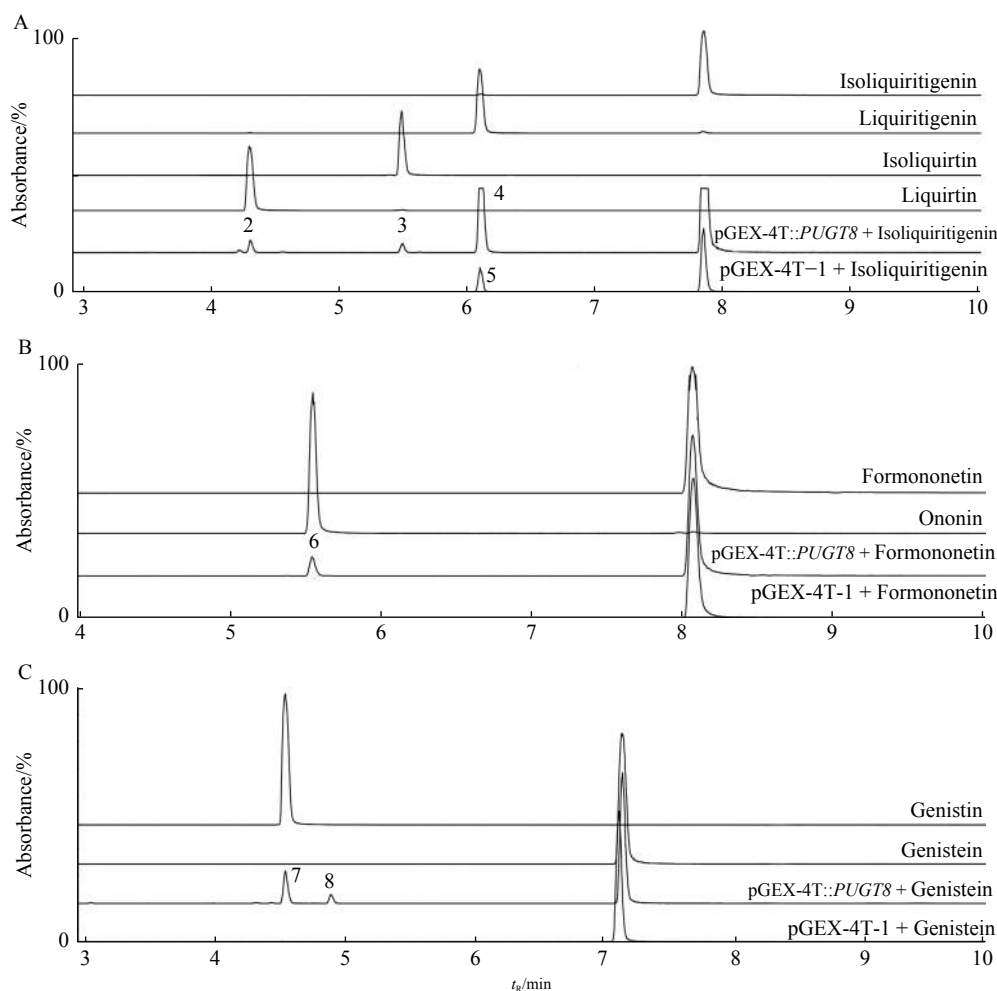 A
100
Isoliquiritigenin
Liquiritigenin
Isoliquirtin
4
Liquirtin
2
3
pGEX-4T::PUGT8 + Isoliquiritigenin
5
pGEX-4T−1 + Isoliquiritigenin
0
Absorbance/%
3 4 5 6 7 8 9 10
B
100
Formononetin
Ononin
6
pGEX-4T::PUGT8 + Formononetin
pGEX-4T-1 + Formononetin
0
Absorbance/%
4 5 6 7 8 9 10
C
100
Genistin
Genistein
7
8
pGEX-4T::PUGT8 + Genistein
pGEX-4T-1 + Genistein
0
Absorbance/%
3 4 5 6 7 8 9 10
tR/min